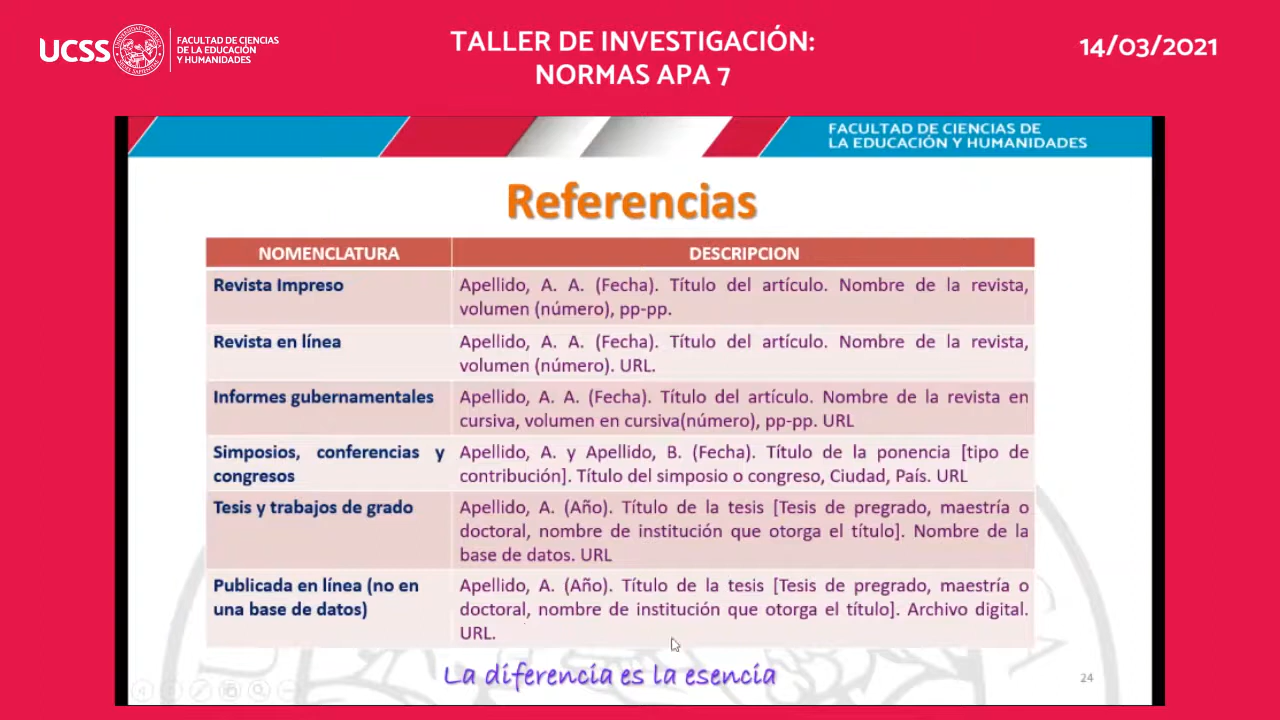 UCSS
FACULTAD DE CIENCIAS
DE LA EDUCACIÓN
Y HUMANIDADES
TALLER DE INVESTIGACIÓN:
NORMAS APA 7
14/03/2021
FACULTAD DE CIENCIAS DE
LA EDUCACIÓN Y HUMANIDADES
Referencias
NOMENCLATURA DESCRIPCION
Revista Impreso
Apellido, A. A. (Fecha). Título del artículo. Nombre de la revista,
volumen (número), pp-pp.
Revista en línea
Apellido, A. A. (Fecha). Título del artículo. Nombre de la revista,
volumen (número). URL.
Informes gubernamentales
Apellido, A. A. (Fecha). Título del artículo. Nombre de la revista en
cursiva, volumen en cursiva(número), pp-pp. URL
Simposios, conferencias y
congresos
Apellido, A. y Apellido, B. (Fecha). Título de la ponencia [tipo de
contribución]. Título del simposio o congreso, Ciudad, País. URL
Tesis y trabajos de grado
Apellido, A. (Año). Título de la tesis [Tesis de pregrado, maestría o
doctoral, nombre de institución que otorga el título]. Nombre de la
base de datos. URL
Publicada en línea (no en
una base de datos)
Apellido, A. (Año). Título de la tesis [Tesis de pregrado, maestría o
doctoral, nombre de institución que otorga el título]. Archivo digital.
URL.
La diferencia es la esencia
24